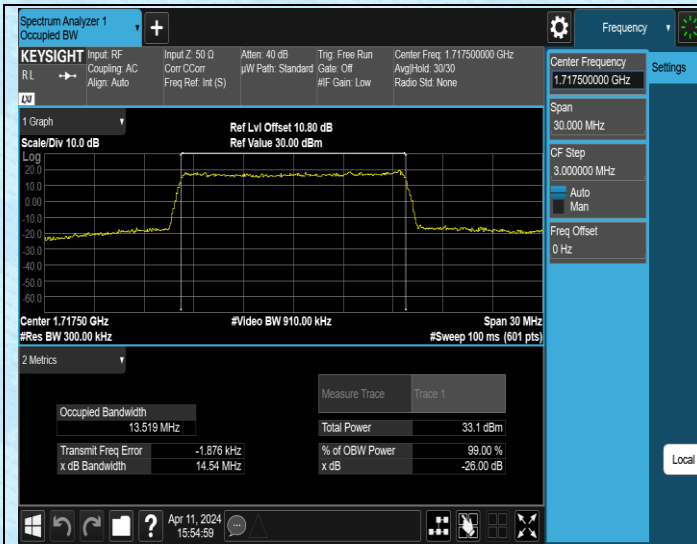 Spectrum Analyzer 1
Occupied BW
Frequency
KEYSIGHT
RL
LXI
Input: RF
Coupling: AC
Align: Auto
Input Z: 50 Ω
Corr CCorr
Freq Ref: Int (S)
Atten: 40 dB
µW Path: Standard
Trig: Free Run
Gate: Off
#IF Gain: Low
Center Freq: 1.717500000 GHz
Avg|Hold: 30/30
Radio Std: None
Center Frequency
1.717500000 GHz
Settings
Span
30.000 MHz
CF Step
3.000000 MHz
Auto
Man
Freq Offset
0 Hz
Local
1 Graph
Scale/Div 10.0 dB
Ref Lvl Offset 10.80 dB
Ref Value 30.00 dBm
Log
20.0
10.0
0.00
-10.0
-20.0
-30.0
-40.0
-50.0
-60.0
Center 1.71750 GHz
#Video BW 910.00 kHz
Span 30 MHz
#Res BW 300.00 kHz
#Sweep 100 ms (601 pts)
2 Metrics
Measure Trace
Trace 1
Occupied Bandwidth
13.519 MHz
Total Power
33.1 dBm
Transmit Freq Error
-1.876 kHz
% of OBW Power
99.00 %
x dB Bandwidth
14.54 MHz
x dB
-26.00 dB
Apr 11, 2024
15:54:59